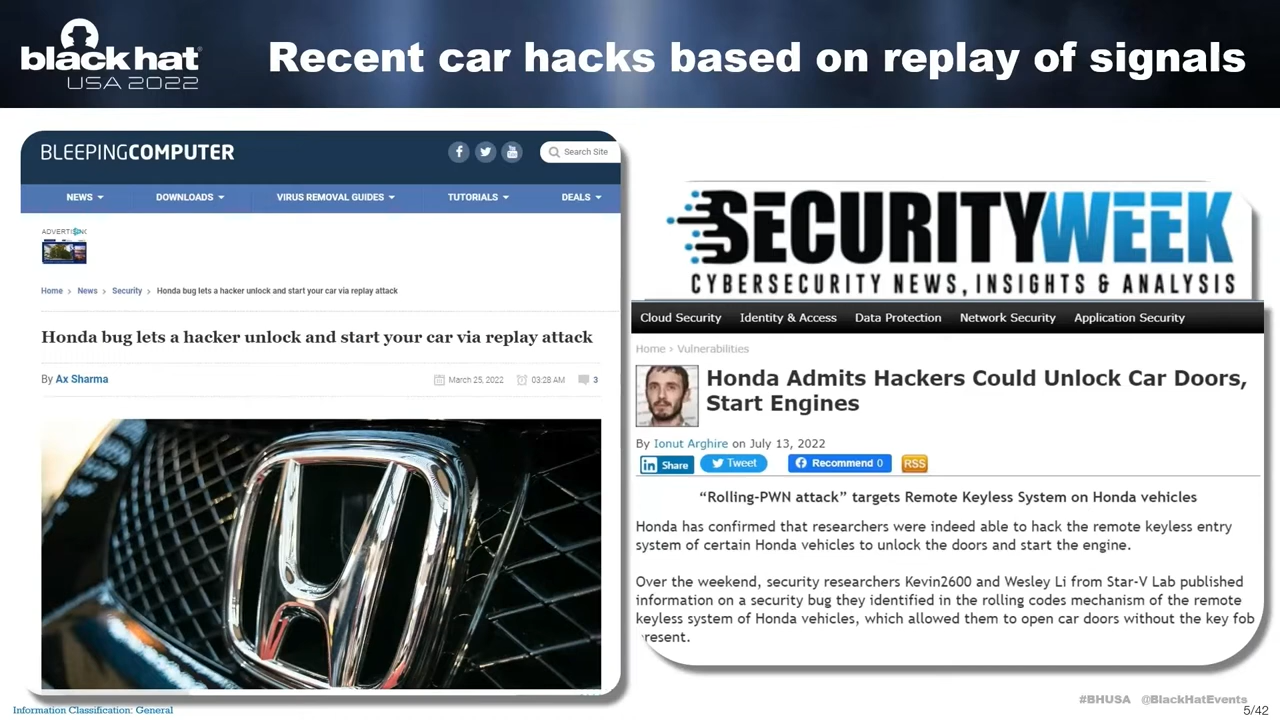 blackhat
USA 2022
Recent car hacks based on replay of signals
BLEEPINGCOMPUTER
Search Site
NEWS
DOWNLOADS
VIRUS REMOVAL GUIDES
TUTORIALS
DEALS
Home > News > Security > Honda bug lets a hacker unlock and start your car via replay attack
Honda bug lets a hacker unlock and start your car via replay attack
By Ax Sharma
March 25, 2022
03:28 AM
3
SECURITYWEEK
CYBERSECURITY NEWS, INSIGHTS & ANALYSIS
Cloud Security Identity & Access Data Protection Network Security Application Security
Home › Vulnerabilities
Honda Admits Hackers Could Unlock Car Doors,
Start Engines
By Ionut Arghire on July 13, 2022
in Share
Tweet
Recommend 0
RSS
“Rolling-PWN attack” targets Remote Keyless System on Honda vehicles
Honda has confirmed that researchers were indeed able to hack the remote keyless entry
system of certain Honda vehicles to unlock the doors and start the engine.
Over the weekend, security researchers Kevin2600 and Wesley Li from Star-V Lab published
information on a security bug they identified in the rolling codes mechanism of the remote
keyless system of Honda vehicles, which allowed them to open car doors without the key fob
present.
#BHUSA @BlackHatEvents
Information Classification: General
5/42